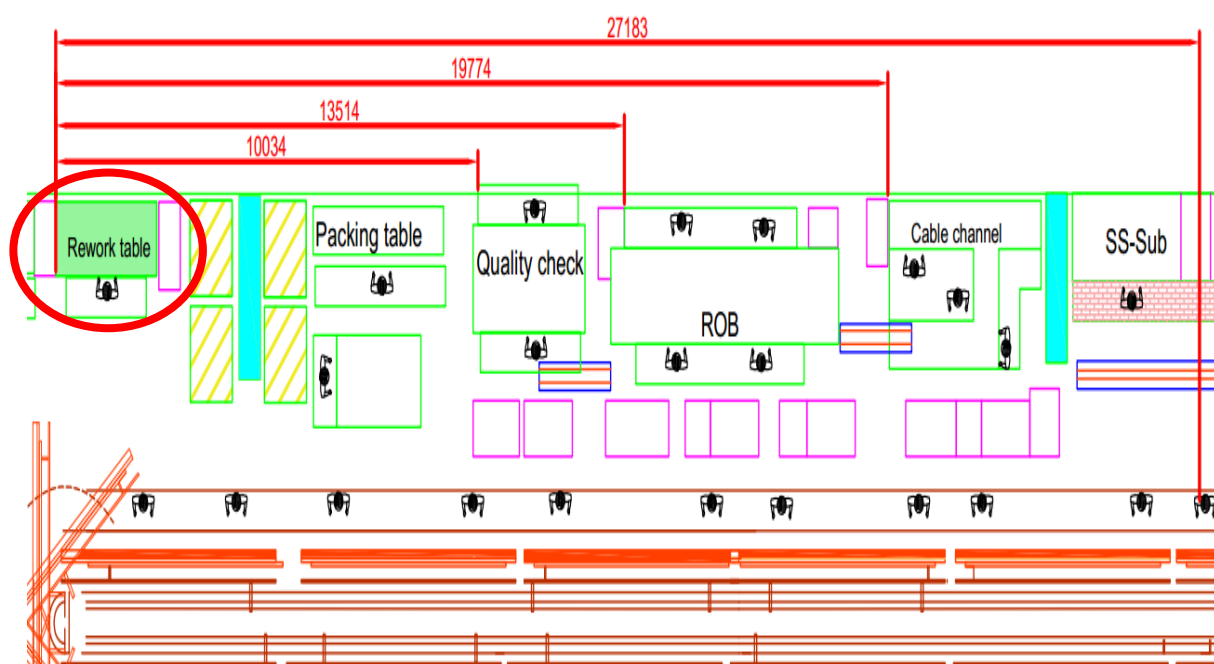 27183
19774
13514
10034
Rework table
Packing table
Quality check
ROB
Cable channel
SS-Sub